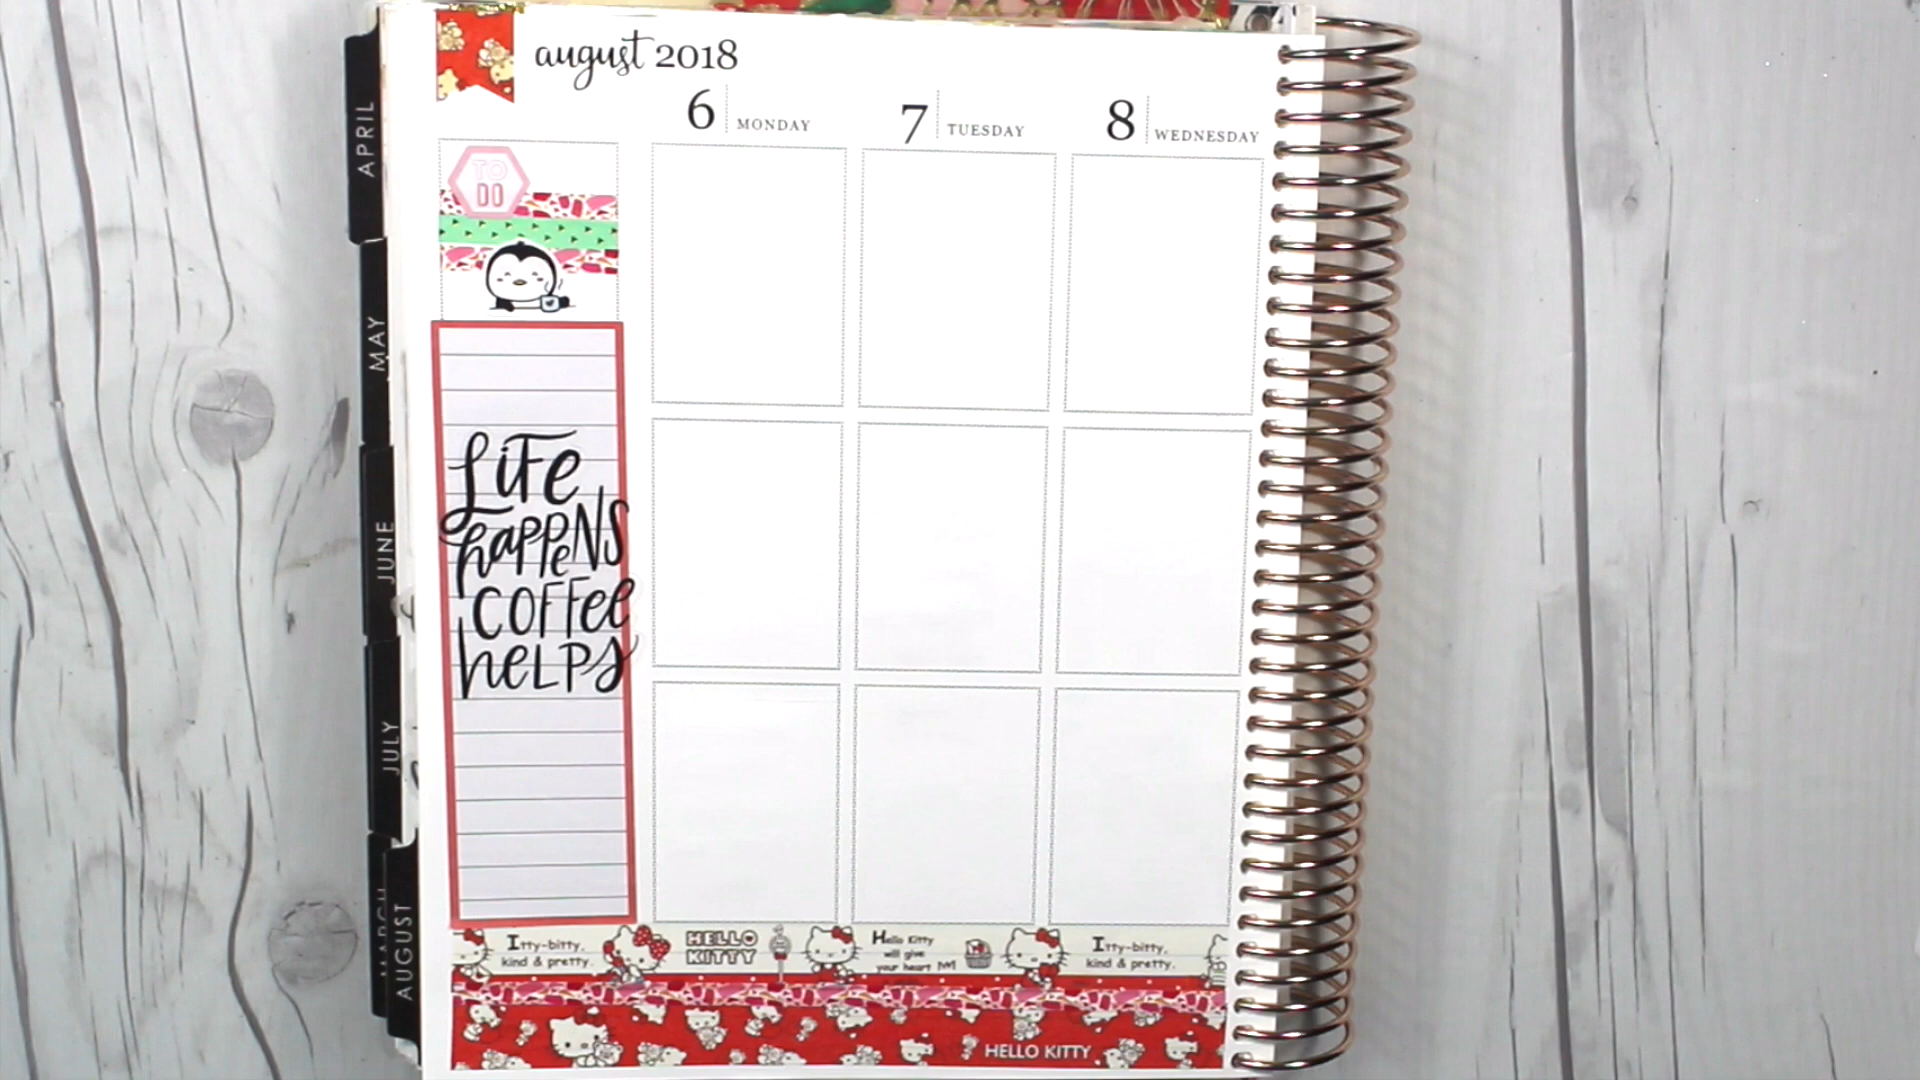 august 2018
6 MONDAY
7 TUESDAY
8 WEDNESDAY
TO
DO
LiFe
happeNS
COFFee
heLPS
APRIL
MAY
JUNE
JULY
MARCH
AUGUST
Itty-bitty,
kind & pretty.
HELLO
KITTY
Hello Kitty
will give
your heart
Itty-bitty,
kind & pretty.
HELLO KITTY